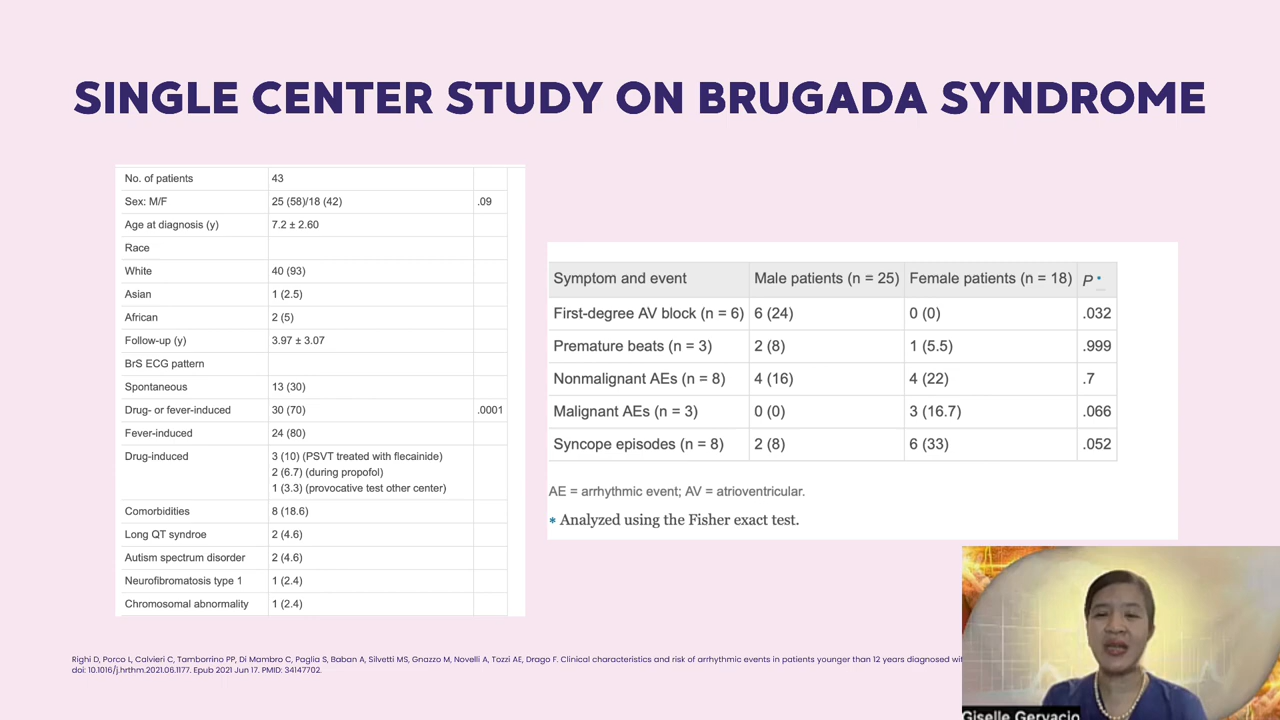 SINGLE CENTER STUDY ON BRUGADA SYNDROME
No. of patients 43
Sex: M/F 25 (58)/18 (42) .09
Age at diagnosis (y) 7.2 ± 2.60
Race
White 40 (93)
Asian 1 (2.5)
African 2 (5)
Follow-up (y) 3.97 ± 3.07
BrS ECG pattern
Spontaneous 13 (30)
Drug- or fever-induced 30 (70) .0001
Fever-induced 24 (80)
Drug-induced 3 (10) (PSVT treated with flecainide)
2 (6.7) (during propofol)
1 (3.3) (provocative test other center)
Comorbidities 8 (18.6)
Long QT syndroe 2 (4.6)
Autism spectrum disorder 2 (4.6)
Neurofibromatosis type 1 1 (2.4)
Chromosomal abnormality 1 (2.4)
Symptom and event Male patients (n = 25) Female patients (n = 18) P *
First-degree AV block (n = 6) 6 (24) 0 (0) .032
Premature beats (n = 3) 2 (8) 1 (5.5) .999
Nonmalignant AEs (n = 8) 4 (16) 4 (22) .7
Malignant AEs (n = 3) 0 (0) 3 (16.7) .066
Syncope episodes (n = 8) 2 (8) 6 (33) .052
AE = arrhythmic event; AV = atrioventricular.
* Analyzed using the Fisher exact test.
Righi D, Porco L, Calvieri C, Tamborrino PP, Di Mambro C, Paglia S, Baban A, Silvetti MS, Gnazzo M, Novelli A, Tozzi AE, Drago F. Clinical characteristics and risk of arrhythmic events in patients younger than 12 years diagnosed
doi: 10.1016/j.hrthm.2021.06.1177. Epub 2021 Jun 17. PMID: 34147702.
Giselle Gervacio